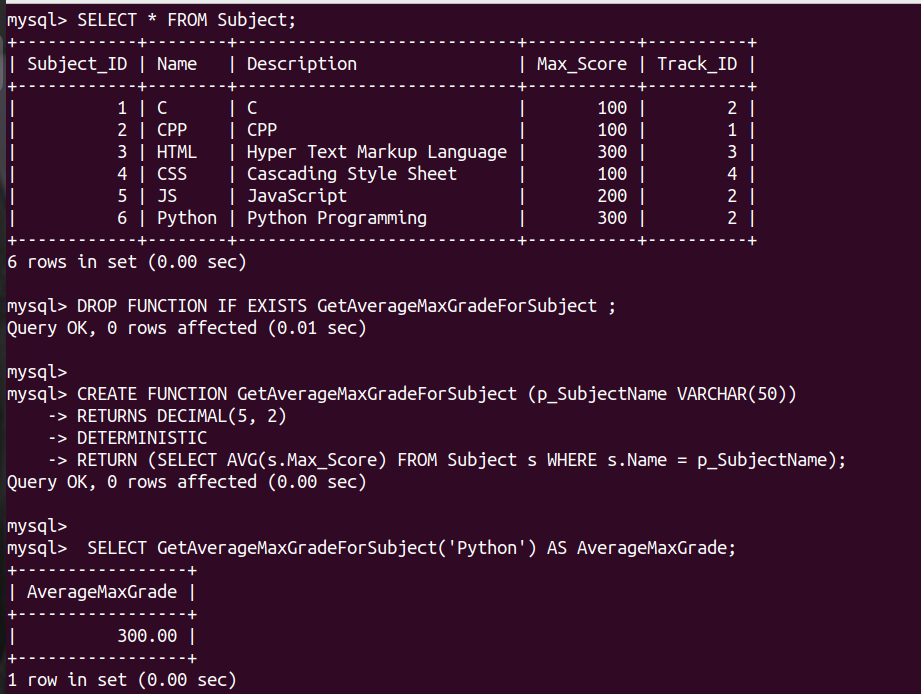 mysql> SELECT * FROM Subject;
+------------+--------+----------------------------+-----------+----------+
| Subject_ID | Name   | Description                | Max_Score | Track_ID |
+------------+--------+----------------------------+-----------+----------+
|          1 | C      | C                          |       100 |        2 |
|          2 | CPP    | CPP                        |       100 |        1 |
|          3 | HTML   | Hyper Text Markup Language |       300 |        3 |
|          4 | CSS    | Cascading Style Sheet      |       100 |        4 |
|          5 | JS     | JavaScript                 |       200 |        2 |
|          6 | Python | Python Programming         |       300 |        2 |
+------------+--------+----------------------------+-----------+----------+
6 rows in set (0.00 sec)

mysql> DROP FUNCTION IF EXISTS GetAverageMaxGradeForSubject ;
Query OK, 0 rows affected (0.01 sec)

mysql>
mysql> CREATE FUNCTION GetAverageMaxGradeForSubject (p_SubjectName VARCHAR(50))
    -> RETURNS DECIMAL(5, 2)
    -> DETERMINISTIC
    -> RETURN (SELECT AVG(s.Max_Score) FROM Subject s WHERE s.Name = p_SubjectName);
Query OK, 0 rows affected (0.00 sec)

mysql>
mysql>  SELECT GetAverageMaxGradeForSubject('Python') AS AverageMaxGrade;
+-----------------+
| AverageMaxGrade |
+-----------------+
|          300.00 |
+-----------------+
1 row in set (0.00 sec)